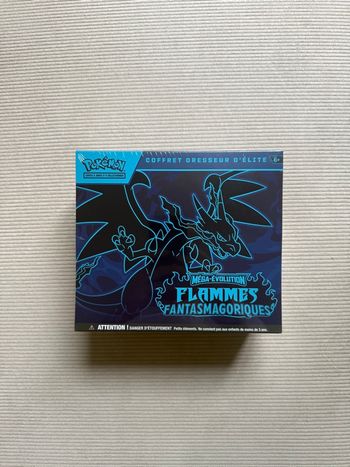 POKÉMON
COFFRET DRESSEUR D'ÉLITE
6+
MÉGA-ÉVOLUTION
FLAMMES
FANTASMAGORIQUES
ATTENTION ! DANGER D'ÉTOUFFEMENT Petits éléments. Ne convient pas aux enfants de moins de 3 ans.